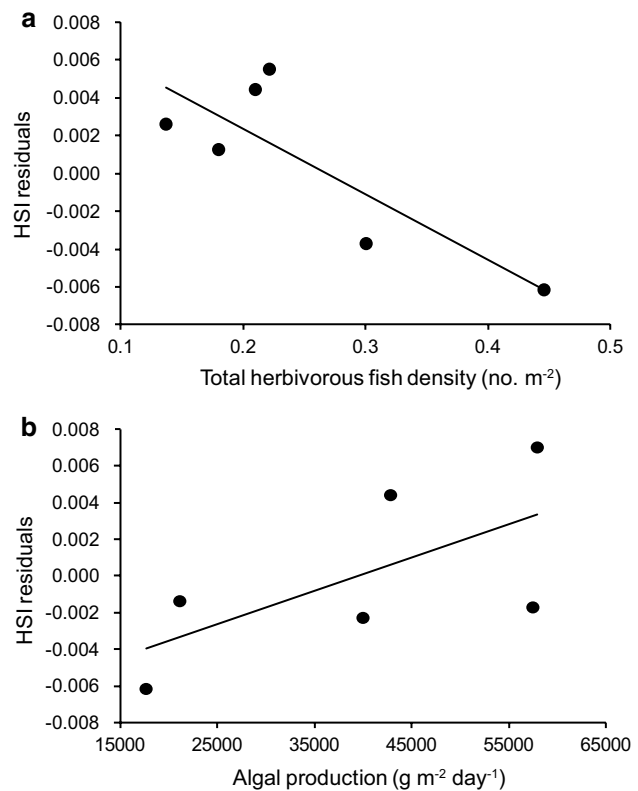 a
0.008
0.006
0.004
0.002
0.000
-0.002
-0.004
-0.006
-0.008
HSI residuals
0.1 0.2 0.3 0.4 0.5
Total herbivorous fish density (no. m⁻²)
b
0.008
0.006
0.004
0.002
0.000
-0.002
-0.004
-0.006
-0.008
HSI residuals
15000 25000 35000 45000 55000 65000
Algal production (g m⁻² day⁻¹)